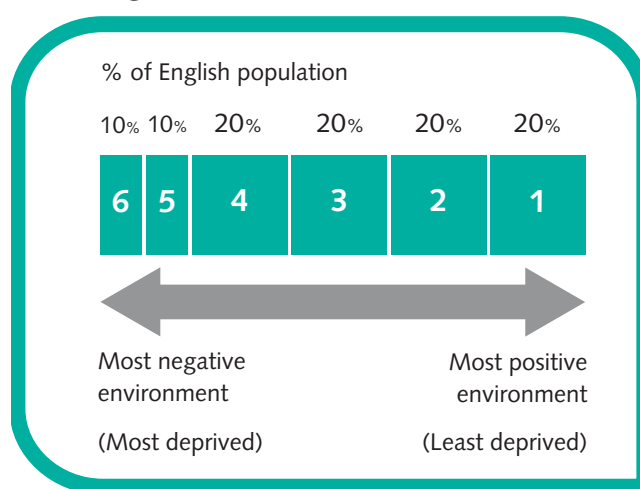 % of English population
10% 10% 20% 20% 20% 20%
6 5 4 3 2 1
Most negative Most positive
environment environment
(Most deprived) (Least deprived)